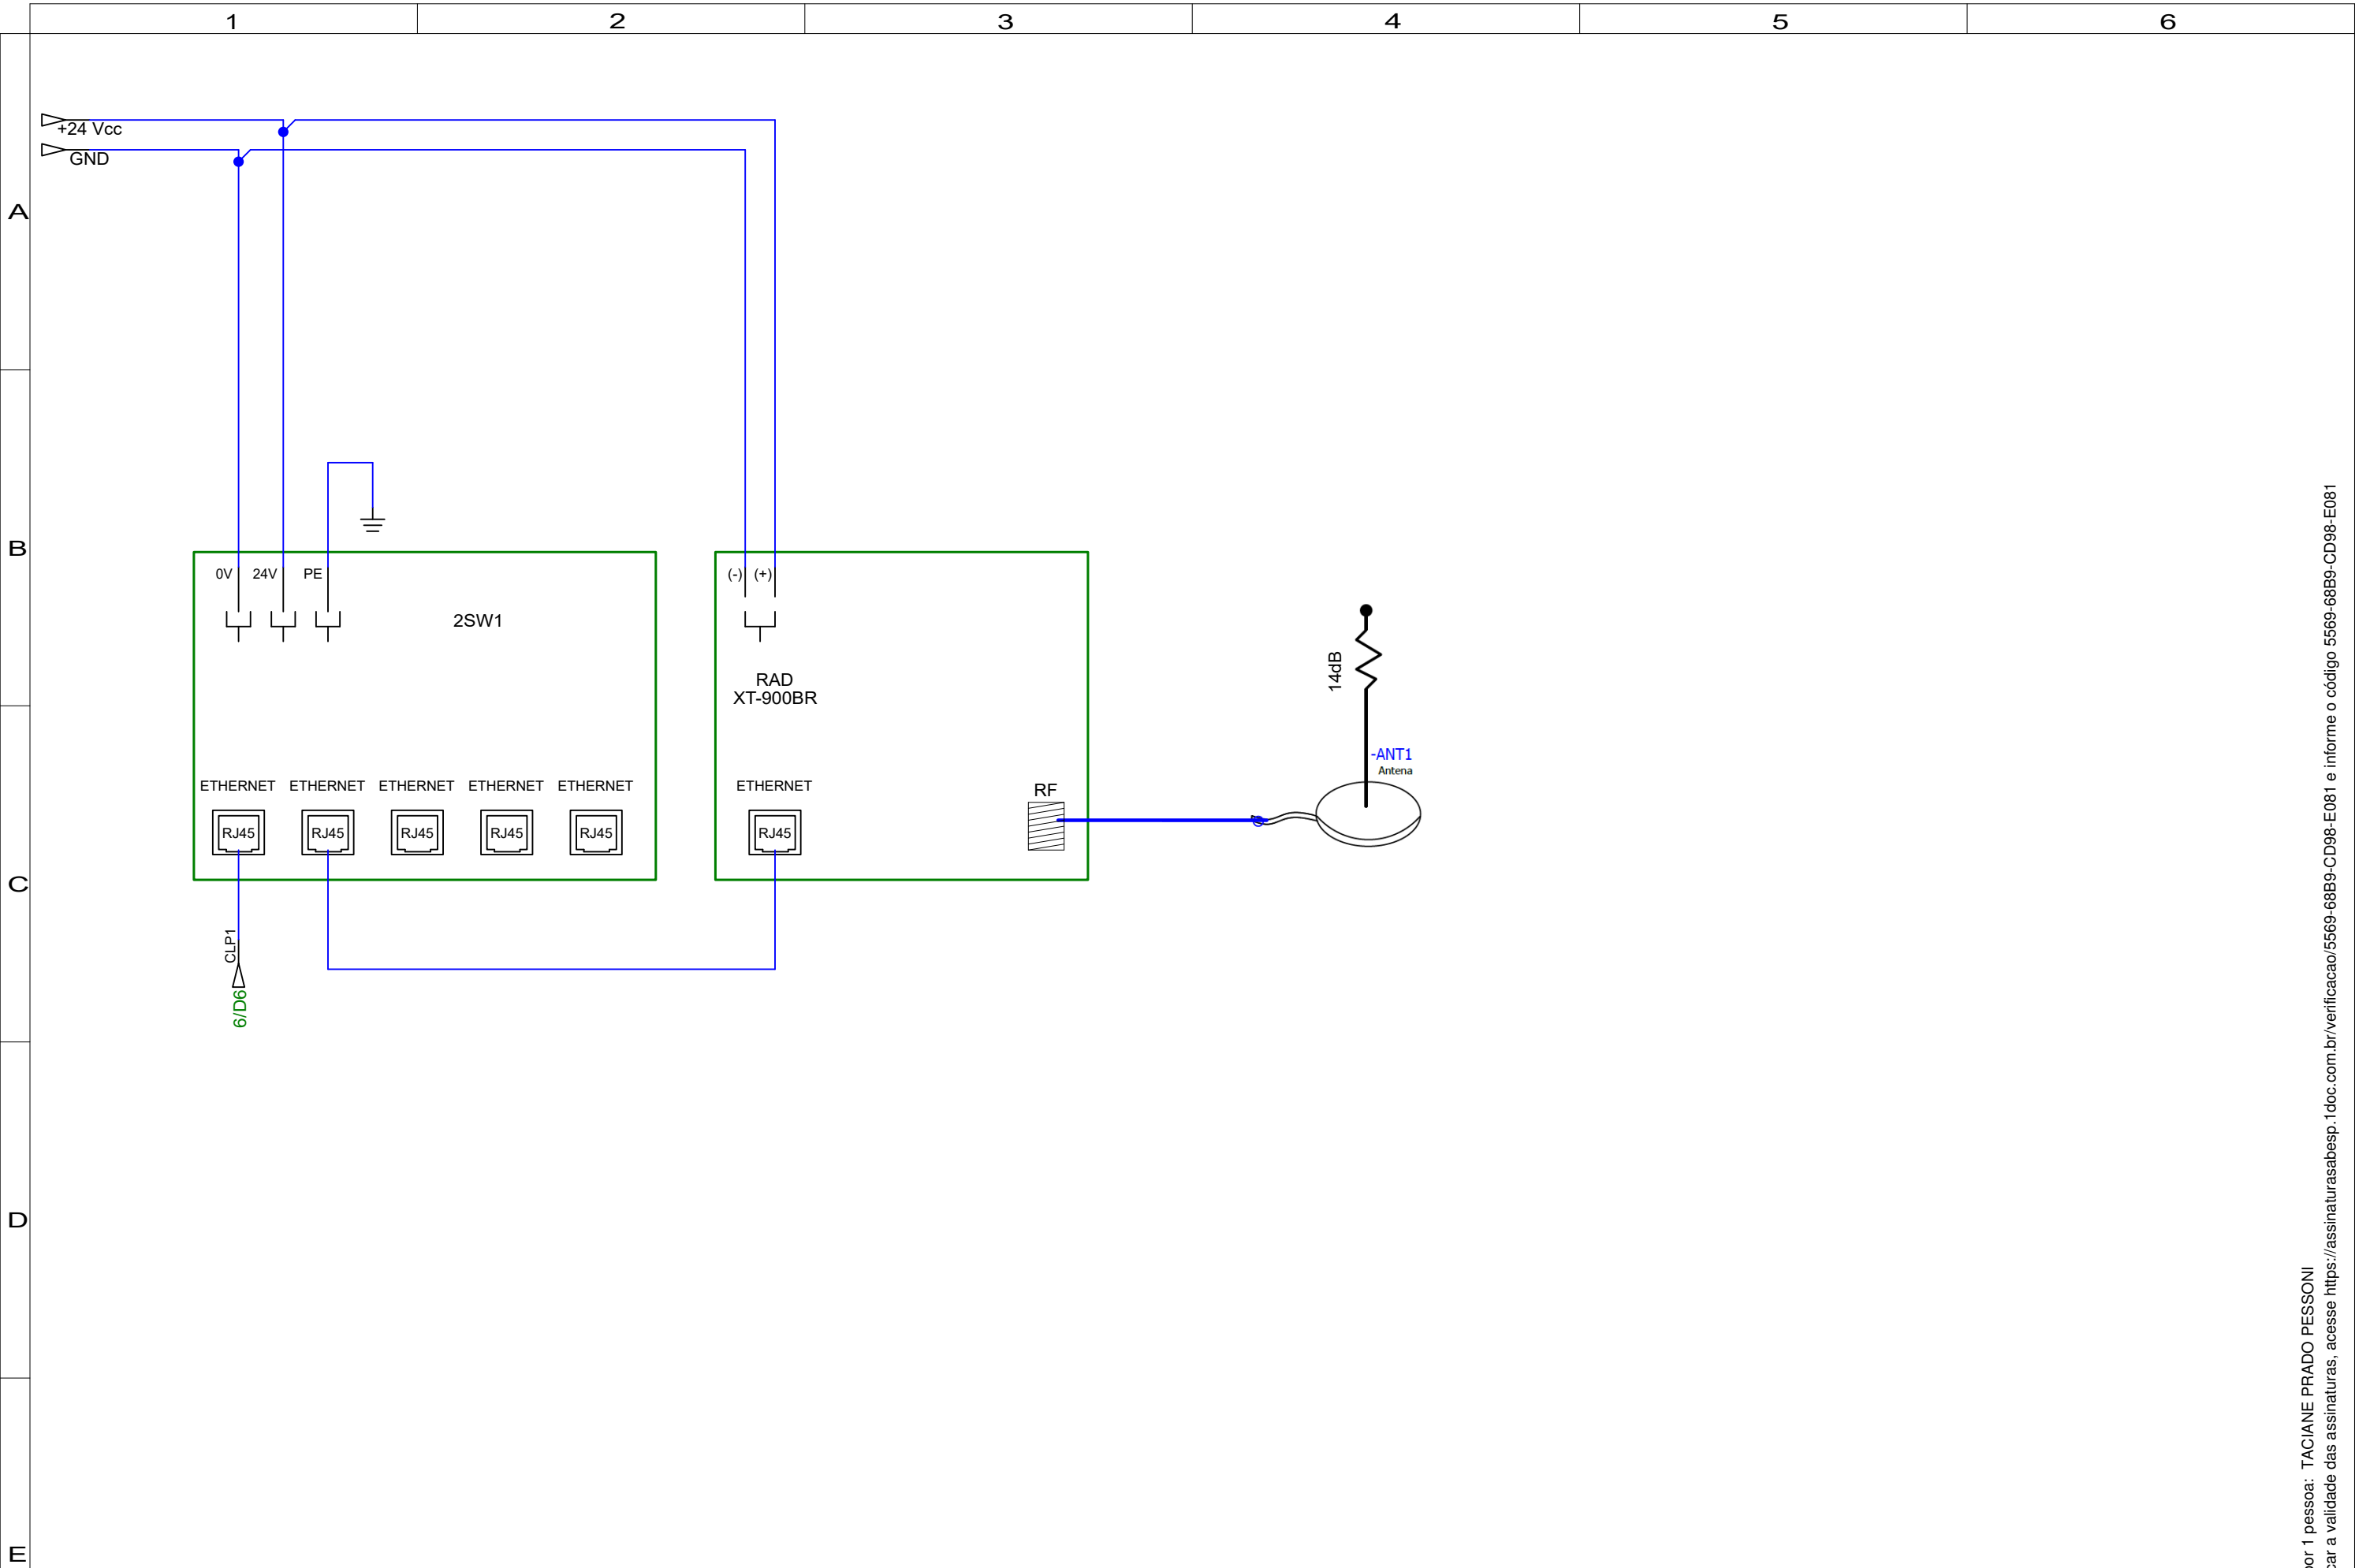 1 2 3 4 5 6
+24 Vcc
GND
A
B
0V 24V PE
2SW1
(-) (+)
RAD
XT-900BR
14dB
-ANT1
Antena
ETHERNET ETHERNET ETHERNET ETHERNET ETHERNET
ETHERNET
RF
RJ45 RJ45 RJ45 RJ45 RJ45
RJ45
C
CLP1
6/D6
D
E
1 pessoa: TACIANE PRADO PESSONI
a validade das assinaturas, acesse https://assinaturasabesp.1doc.com.br/verificacao/5569-68B9-CD98-E081 e informe o código 5569-68B9-CD98-E081